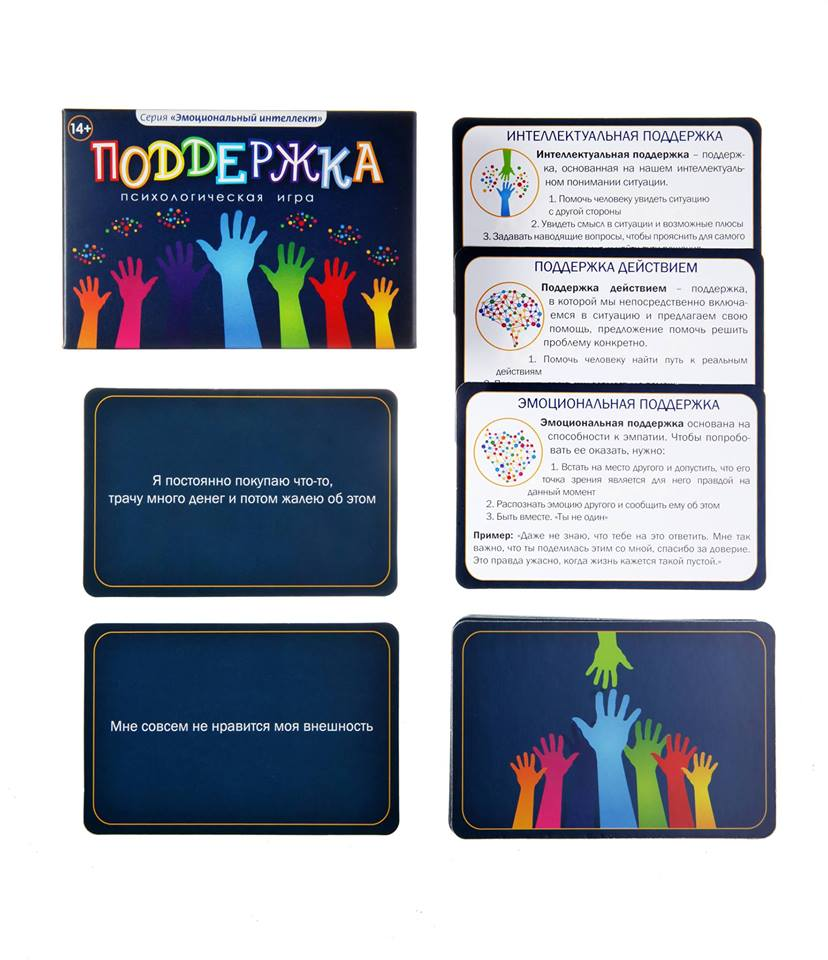 Серия «Эмоциональный интеллект»
14+
ПОДДЕРЖКА
ПСИХОЛОГИЧЕСКАЯ ИГРА
ИНТЕЛЛЕКТУАЛЬНАЯ ПОДДЕРЖКА
Интеллектуальная поддержка – поддерж-
ка, основанная на нашем интеллектуаль-
ном понимании ситуации.
1. Помочь человеку увидеть ситуацию
с другой стороны
2. Увидеть смысл в ситуации и возможные плюсы
3. Задавать наводящие вопросы, чтобы прояснить для самого
ПОДДЕРЖКА ДЕЙСТВИЕМ
Поддержка действием – поддержка,
в которой мы непосредственно включа-
емся в ситуацию и предлагаем свою
помощь, предложение помочь решить
проблему конкретно.
1. Помочь человеку найти путь к реальным
действиям
ЭМОЦИОНАЛЬНАЯ ПОДДЕРЖКА
Эмоциональная поддержка основана на
способности к эмпатии. Чтобы попробо-
вать ее оказать, нужно:
1. Встать на место другого и допустить, что его
точка зрения является для него правдой на
данный момент
2. Распознать эмоцию другого и сообщить ему об этом
3. Быть вместе. «Ты не один»
Пример: «Даже не знаю, что тебе на это ответить. Мне так
важно, что ты поделилась этим со мной, спасибо за доверие.
Это правда ужасно, когда жизнь кажется такой пустой.»
Я постоянно покупаю что-то,
трачу много денег и потом жалею об этом
Мне совсем не нравится моя внешность